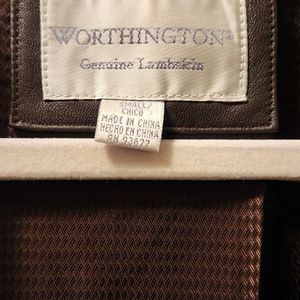 WORTHINGTON®
Genuine Lambskin
SMALL/
CHICO
MADE IN CHINA
HECHO EN CHINA
RN 93677